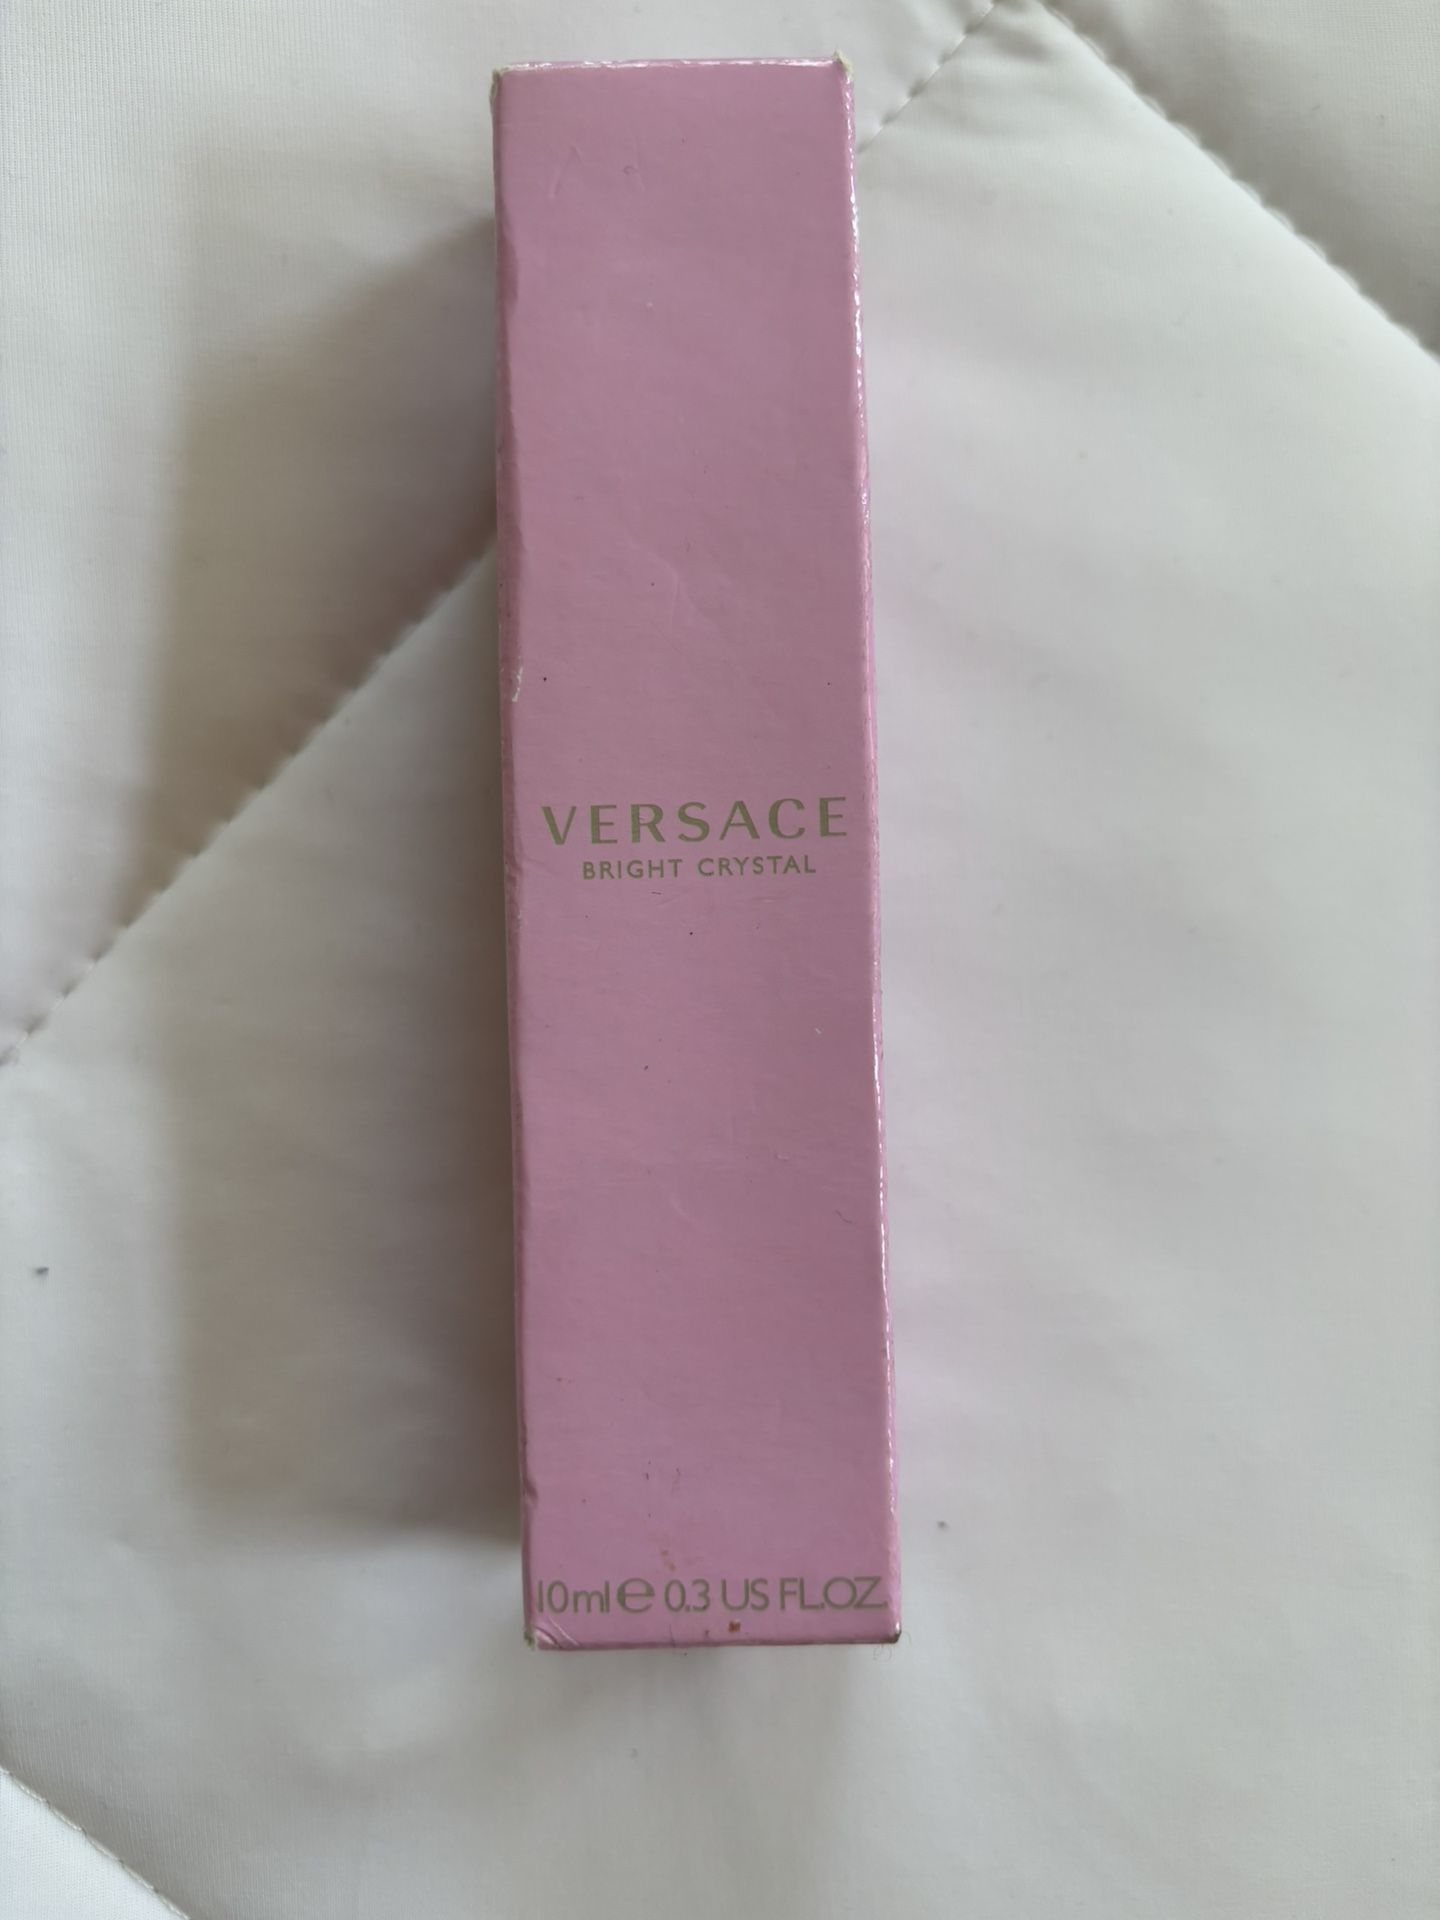 VERSACE
BRIGHT CRYSTAL
10ml e 0.3 US FL.OZ.